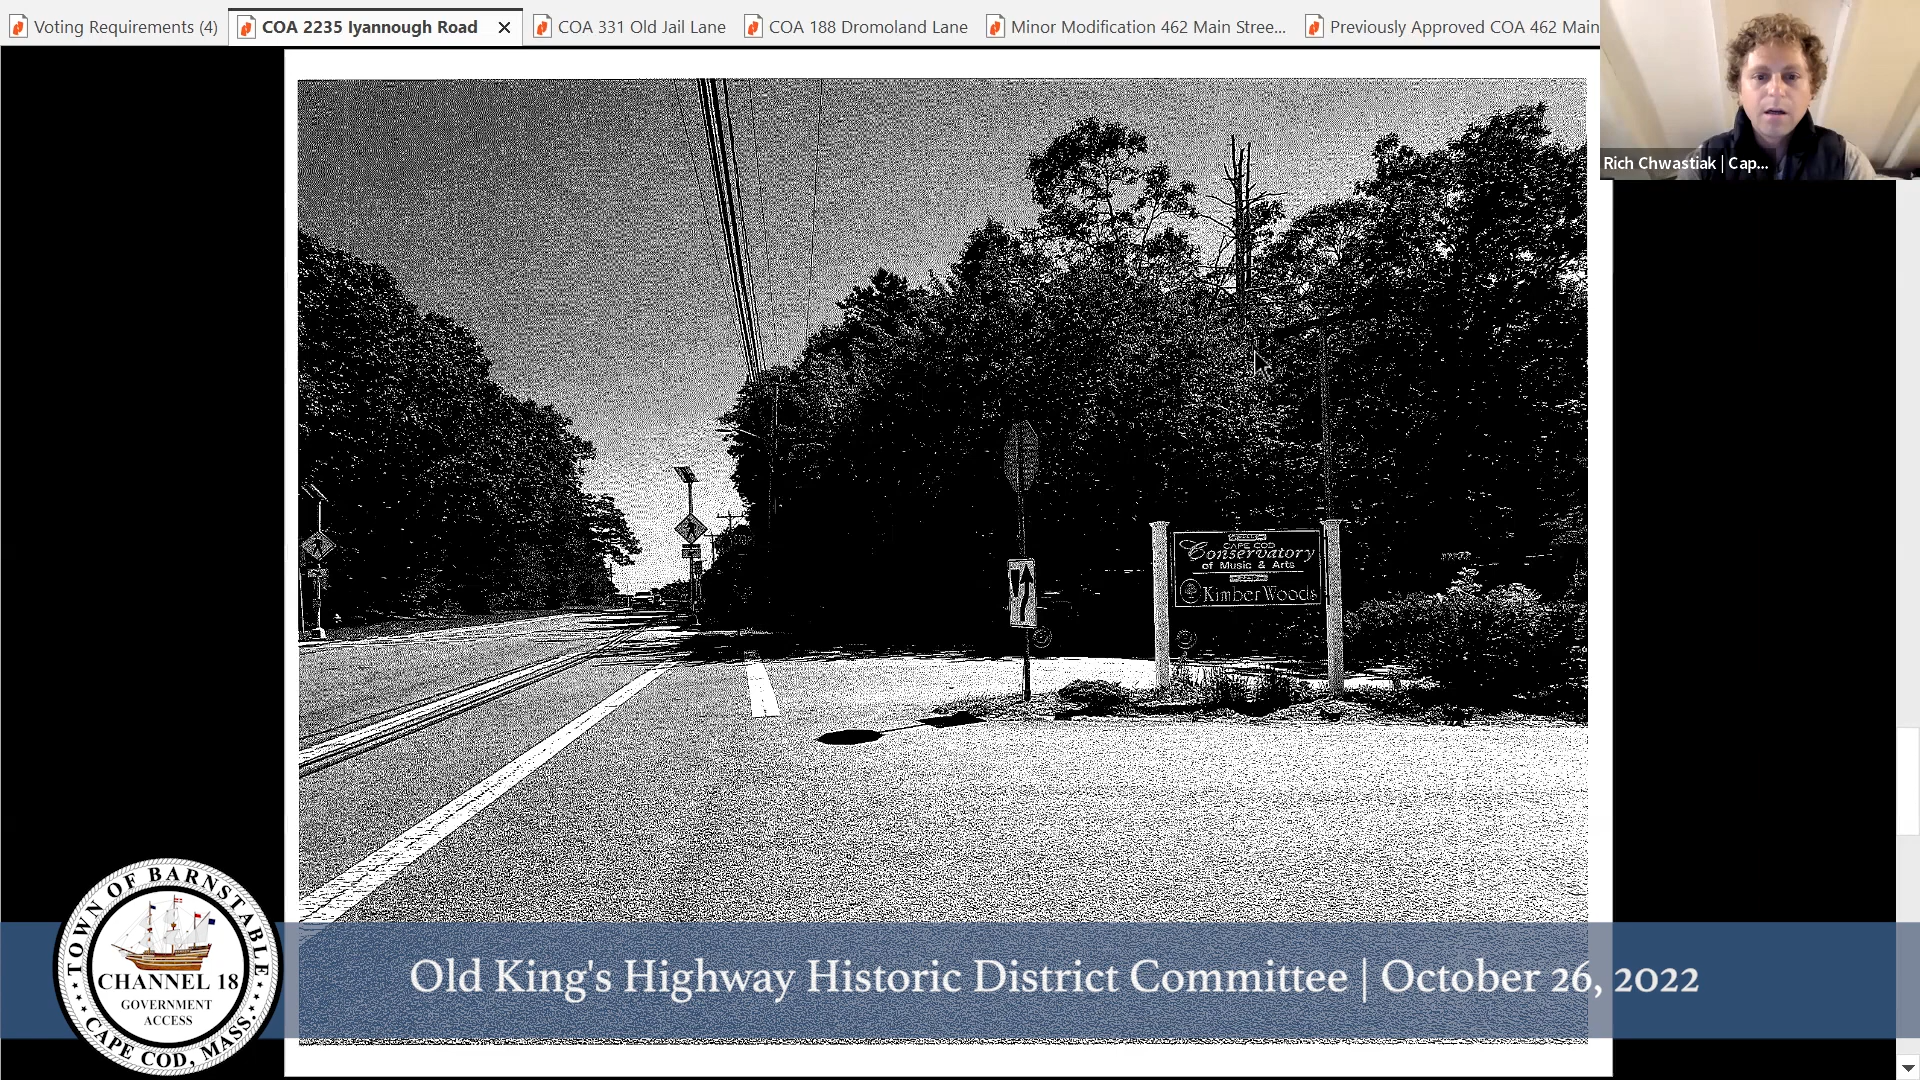 Voting Requirements (4)
COA 2235 Iyannough Road
COA 331 Old Jail Lane
COA 188 Dromoland Lane
Minor Modification 462 Main Stree...
Previously Approved COA 462 Main
Rich Chwastiak | Cap...
CAPE COD
Conservatory
of Music & Arts
Kimber Woods
TOWN OF BARNSTABLE
CHANNEL 18
GOVERNMENT
ACCESS
CAPE COD, MASS.
Old King's Highway Historic District Committee | October 26, 2022